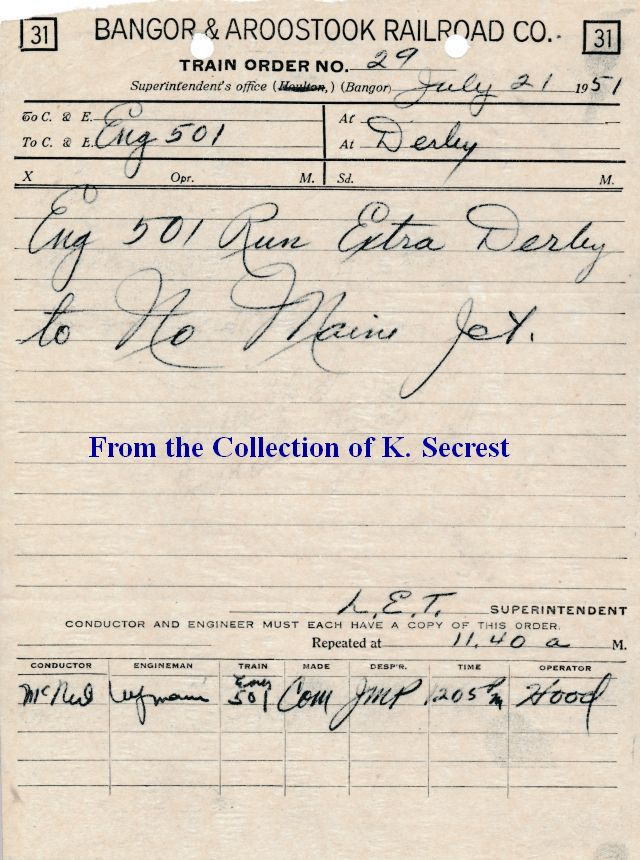 31 BANGOR & AROOSTOOK RAILROAD CO. 31
TRAIN ORDER NO. 29
Superintendent's office (Houlton,) (Bangor) July 21 1951
To C. & E. At
To C. & E. Eng 501 At Derby
X Opr. M. Sd. M.
Eng 501 Run Extra Derby
to No Maine Jct.
From the Collection of K. Secrest
L.E.T. SUPERINTENDENT
CONDUCTOR AND ENGINEER MUST EACH HAVE A COPY OF THIS ORDER.
Repeated at 11.40 a M.
CONDUCTOR ENGINEMAN TRAIN MADE DESP'R. TIME OPERATOR
McNeil 501 Com JMP 1205 PM Hood